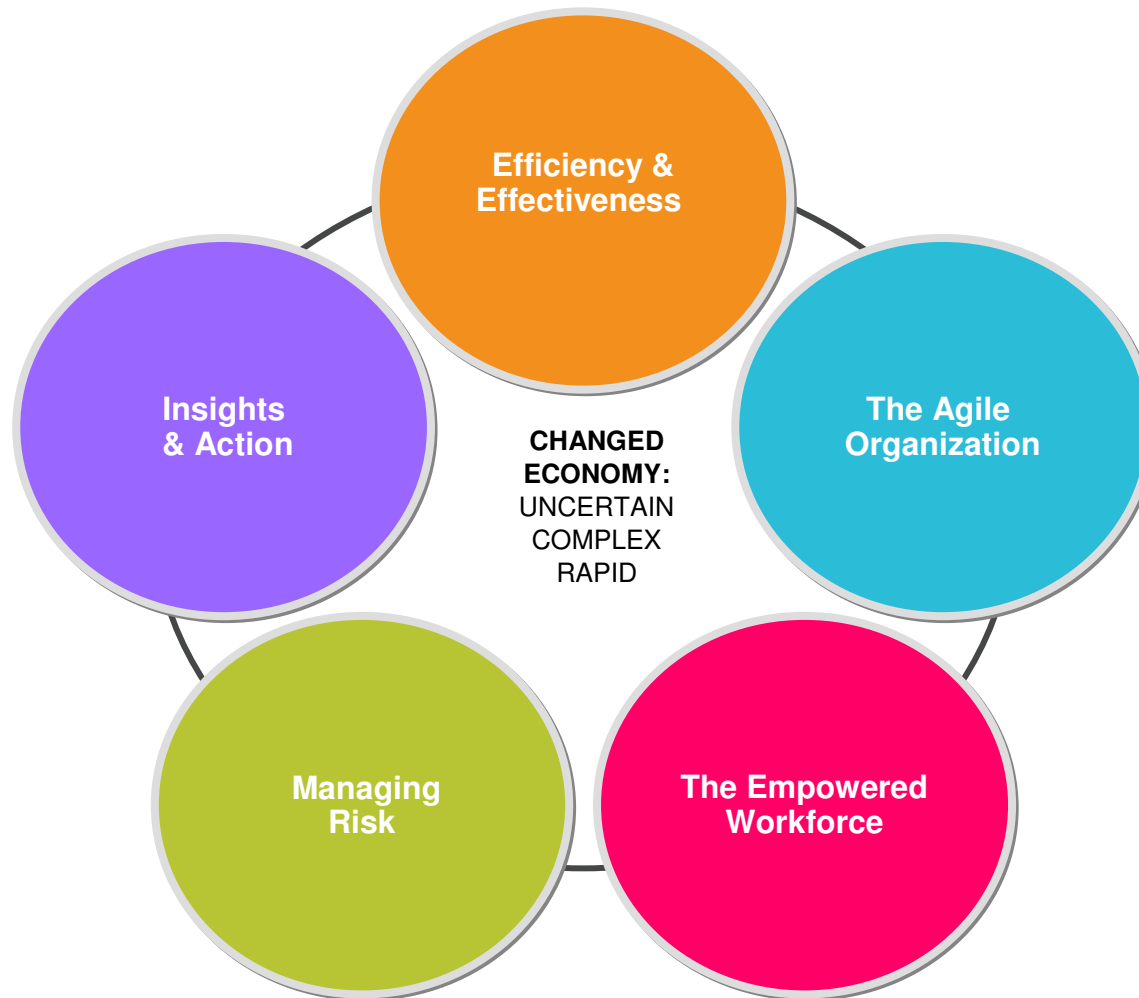 Efficiency &
Effectiveness
Insights
& Action
The Agile
Organization
CHANGED
ECONOMY:
UNCERTAIN
COMPLEX
RAPID
Managing
Risk
The Empowered
Workforce